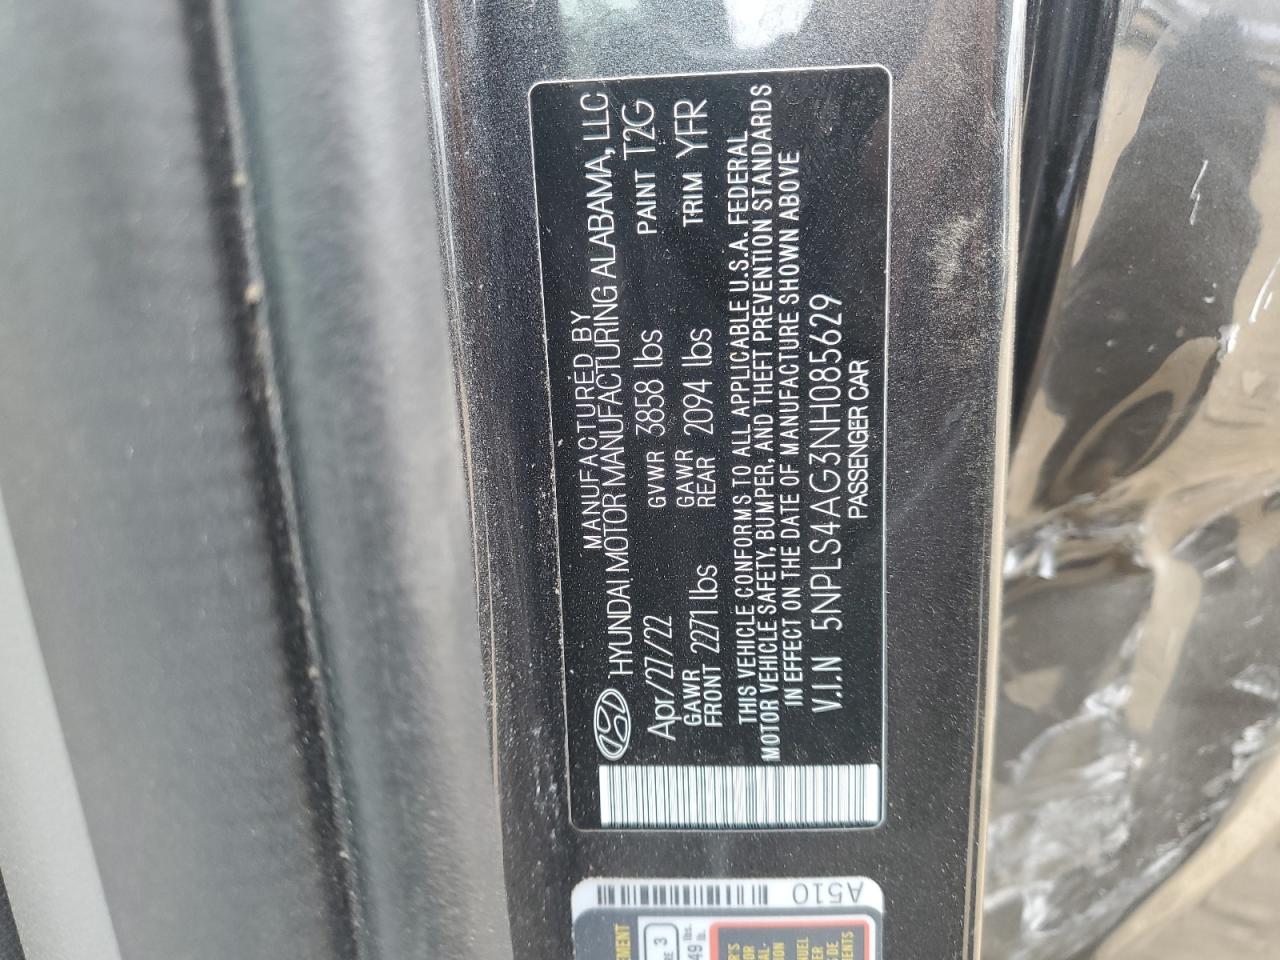 MANUFACTURED BY
HYUNDAI MOTOR MANUFACTURING ALABAMA, LLC
Apr/27/22 GVWR 3858 lbs PAINT T2G
GAWR FRONT 2271 lbs GAWR REAR 2094 lbs TRIM YFR
THIS VEHICLE CONFORMS TO ALL APPLICABLE U.S.A. FEDERAL
MOTOR VEHICLE SAFETY, BUMPER, AND THEFT PREVENTION STANDARDS
IN EFFECT ON THE DATE OF MANUFACTURE SHOWN ABOVE
V.I.N 5NPLS4AG3NH085629
PASSENGER CAR
A510
3